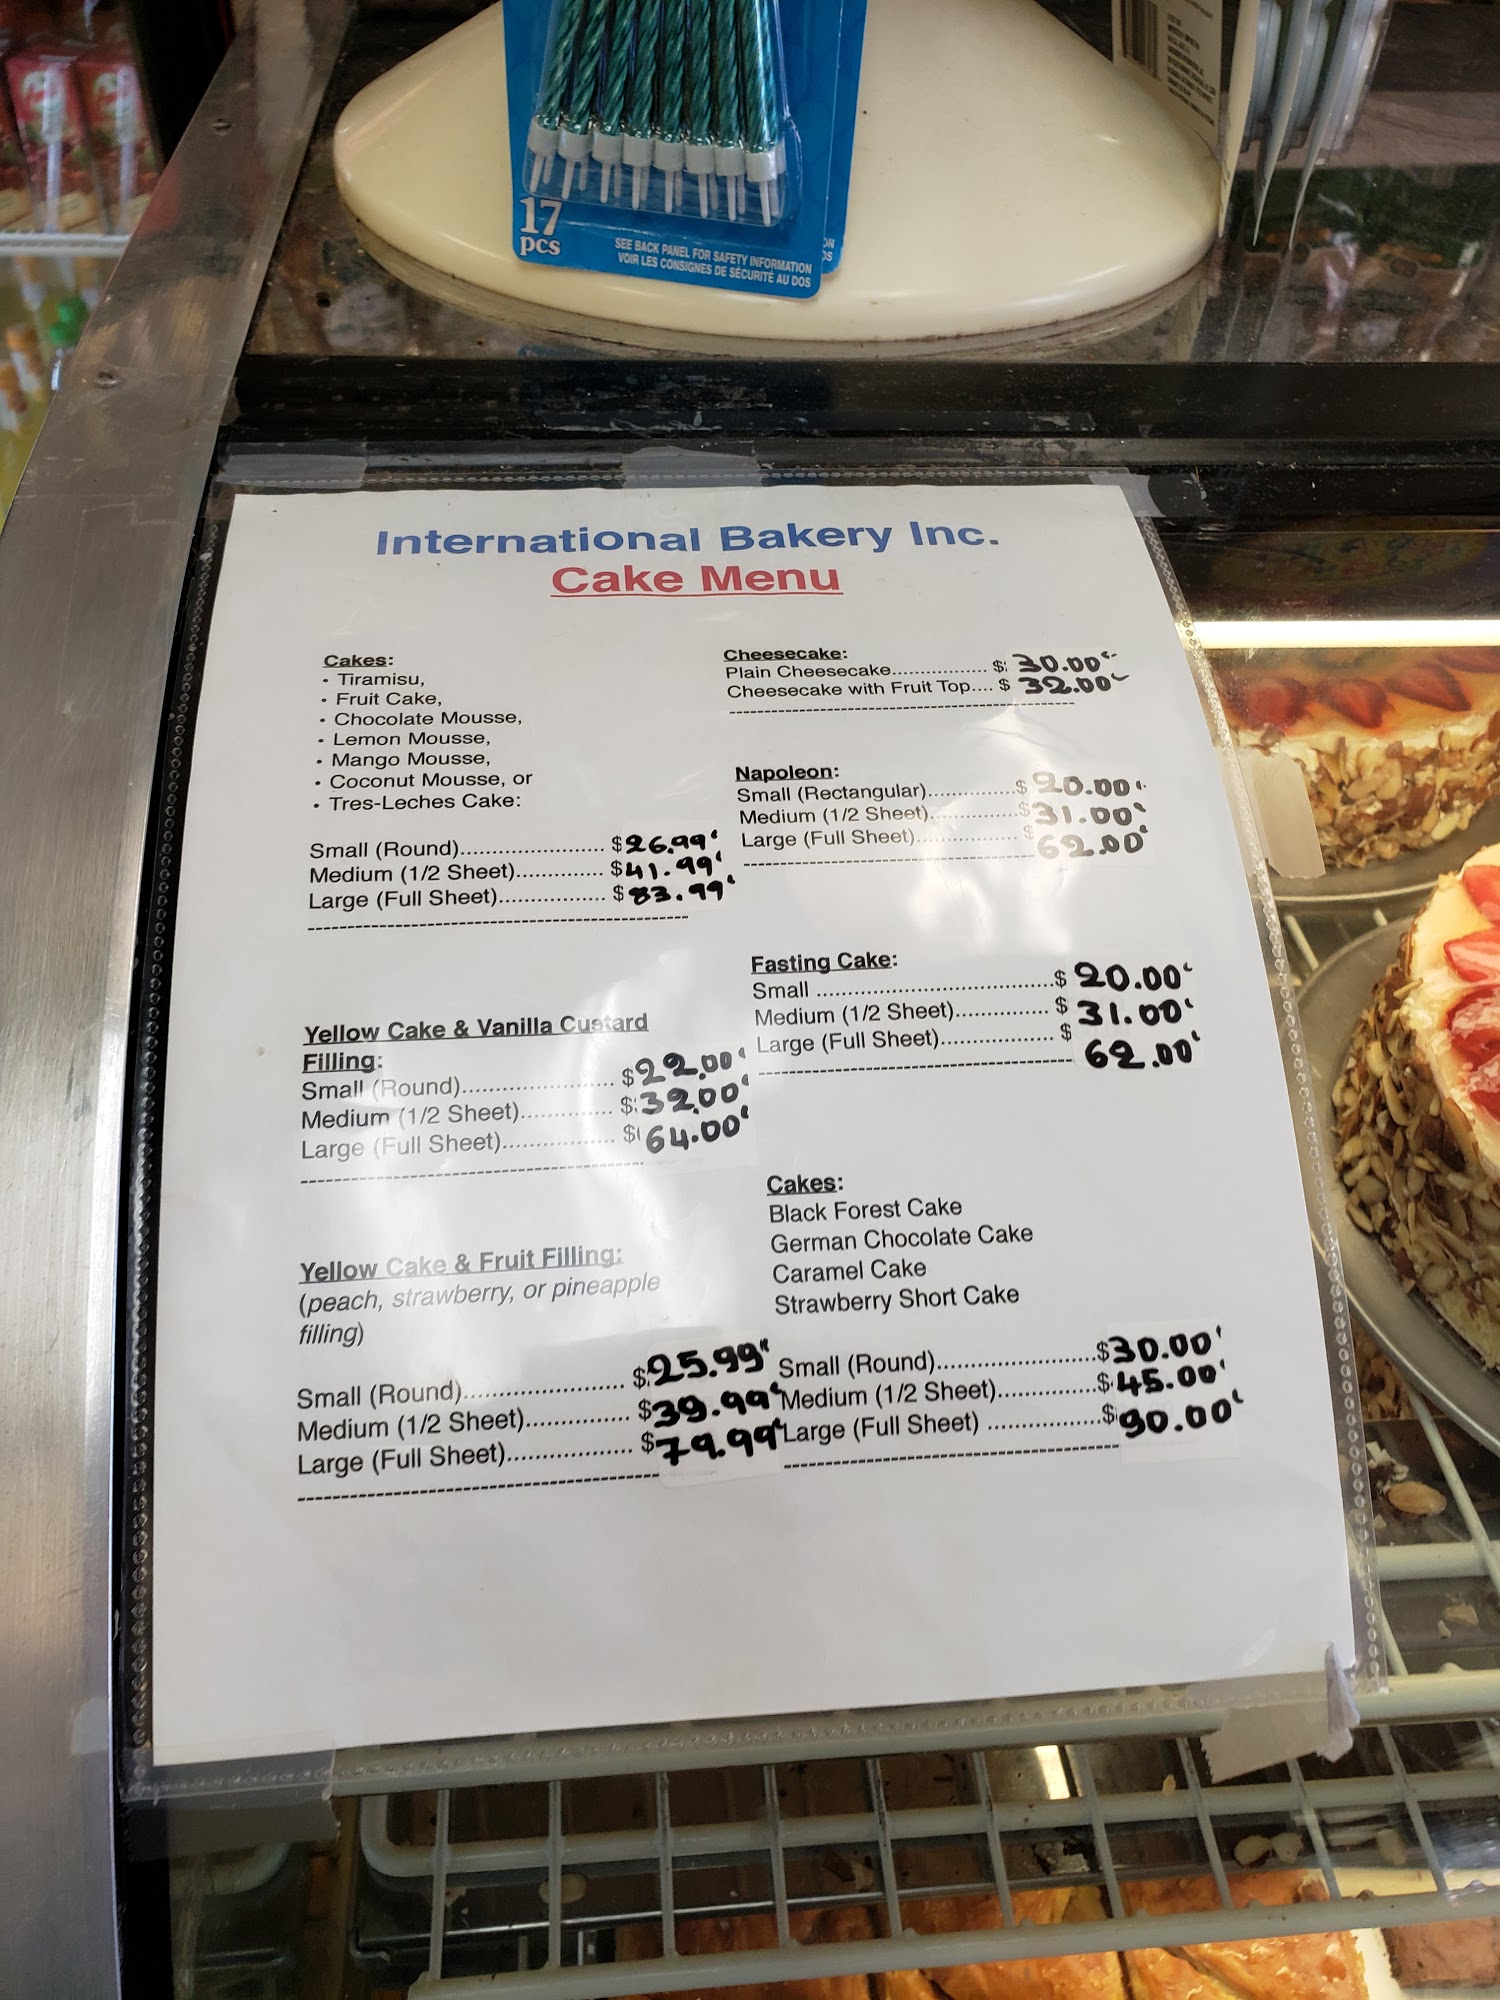 17
pcs
SEE BACK PANEL FOR SAFETY INFORMATION
VOIR LES CONSIGNES DE SÉCURITÉ AU DOS
International Bakery Inc.
Cake Menu
Cakes:
• Tiramisu,
• Fruit Cake,
• Chocolate Mousse,
• Lemon Mousse,
• Mango Mousse,
• Coconut Mousse, or
• Tres-Leches Cake:
Small (Round)........................ $26.99
Medium (1/2 Sheet)............... $41.99
Large (Full Sheet).................. $83.99
Yellow Cake & Vanilla Custard
Filling:
Small (Round)........................ $22.00
Medium (1/2 Sheet).............. $32.00
Large (Full Sheet).................. $64.00
Yellow Cake & Fruit Filling:
(peach, strawberry, or pineapple
filling)
Small (Round)........................ $25.99
Medium (1/2 Sheet)............... $39.99
Large (Full Sheet).................. $79.99
Cheesecake:
Plain Cheesecake................ $ 30.00
Cheesecake with Fruit Top.... $ 32.00
Napoleon:
Small (Rectangular)..............$20.00
Medium (1/2 Sheet)..............$31.00
Large (Full Sheet)................. $62.00
Fasting Cake:
Small .....................................$ 20.00
Medium (1/2 Sheet)............... $ 31.00
Large (Full Sheet).................. $ 62.00
Cakes:
Black Forest Cake
German Chocolate Cake
Caramel Cake
Strawberry Short Cake
Small (Round).........................$30.00
Medium (1/2 Sheet)...............$45.00
Large (Full Sheet) .................$90.00